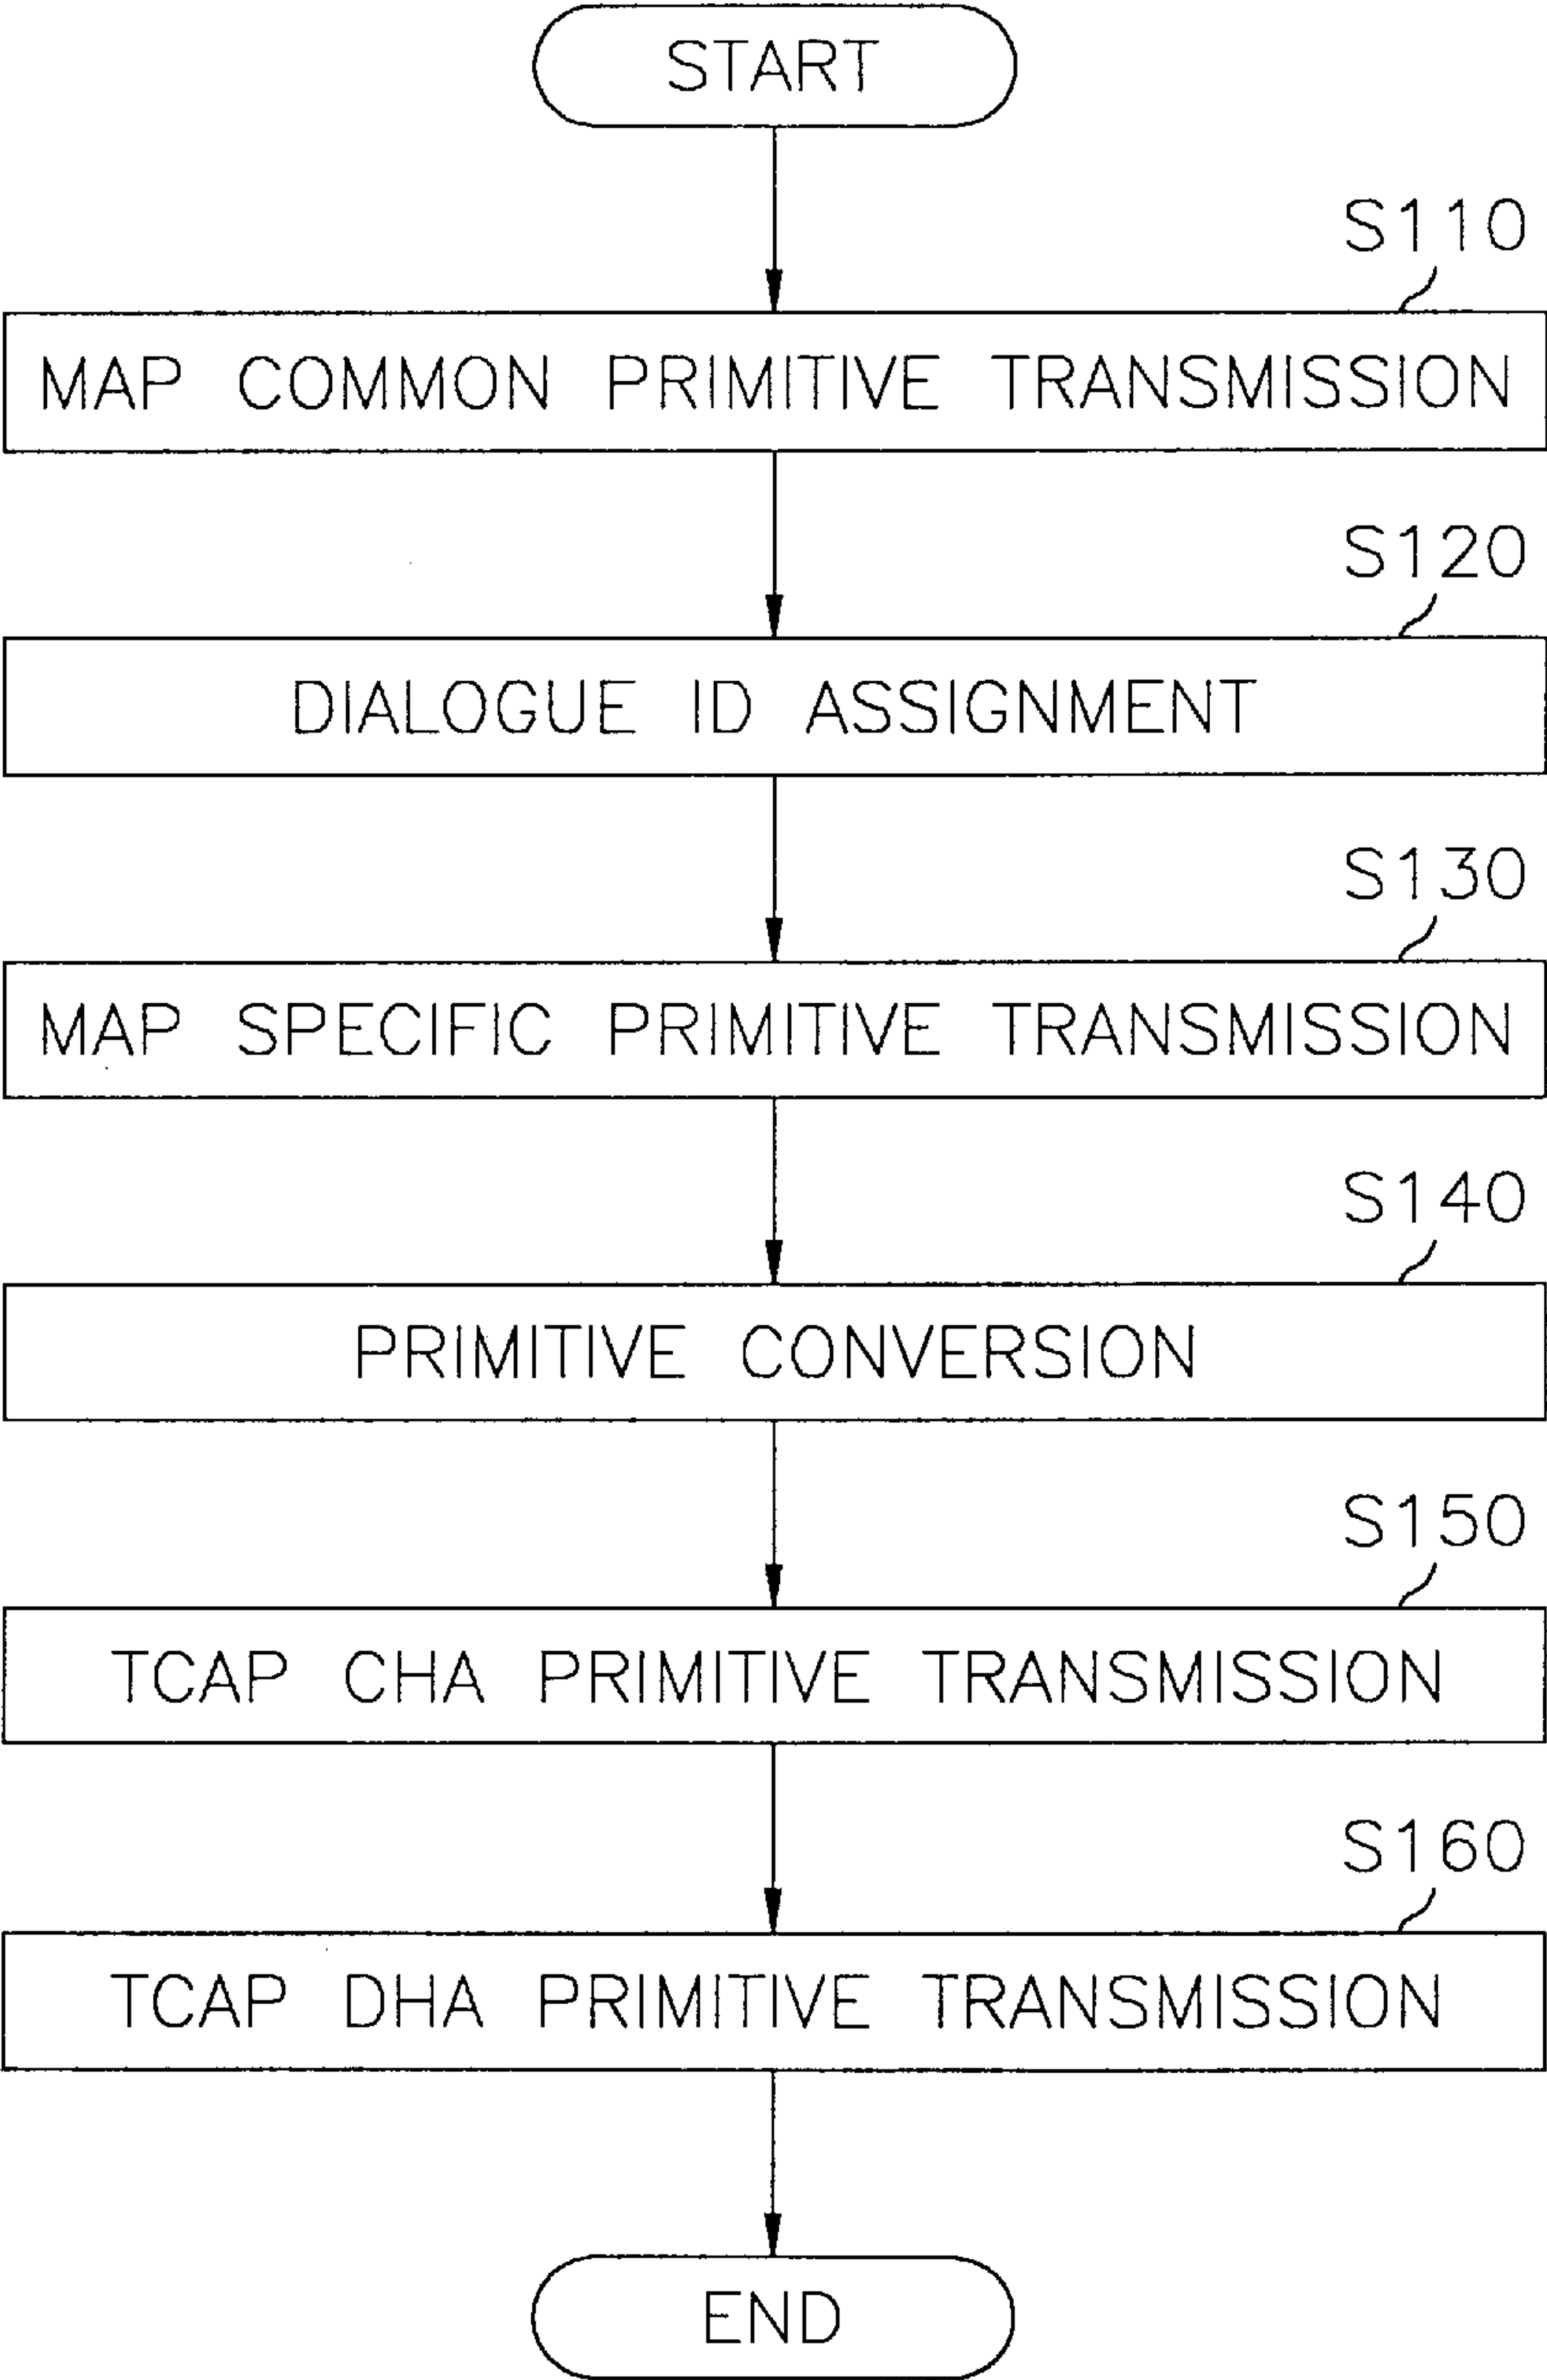 START
S110
MAP COMMON PRIMITIVE TRANSMISSION
S120
DIALOGUE ID ASSIGNMENT
S130
MAP SPECIFIC PRIMITIVE TRANSMISSION
S140
PRIMITIVE CONVERSION
S150
TCAP CHA PRIMITIVE TRANSMISSION
S160
TCAP DHA PRIMITIVE TRANSMISSION
END